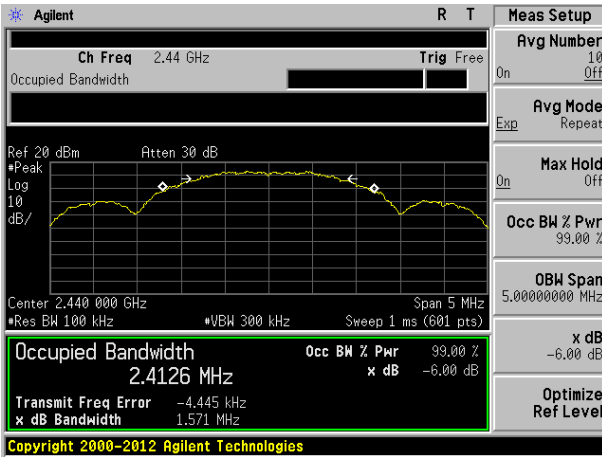 Agilent R T
Meas Setup
Ch Freq 2.44 GHz Trig Free
Occupied Bandwidth
Ref 20 dBm Atten 30 dB
#Peak
Log
10
dB/
Center 2.440 000 GHz Span 5 MHz
#Res BW 100 kHz #VBW 300 kHz Sweep 1 ms (601 pts)
Occupied Bandwidth Occ BW % Pwr 99.00 %
2.4126 MHz x dB -6.00 dB
Transmit Freq Error -4.445 kHz
x dB Bandwidth 1.571 MHz
Avg Number
10
On Off
Avg Mode
Exp Repeat
Max Hold
On Off
Occ BW % Pwr
99.00 %
OBW Span
5.00000000 MHz
x dB
-6.00 dB
Optimize
Ref Level
Copyright 2000-2012 Agilent Technologies